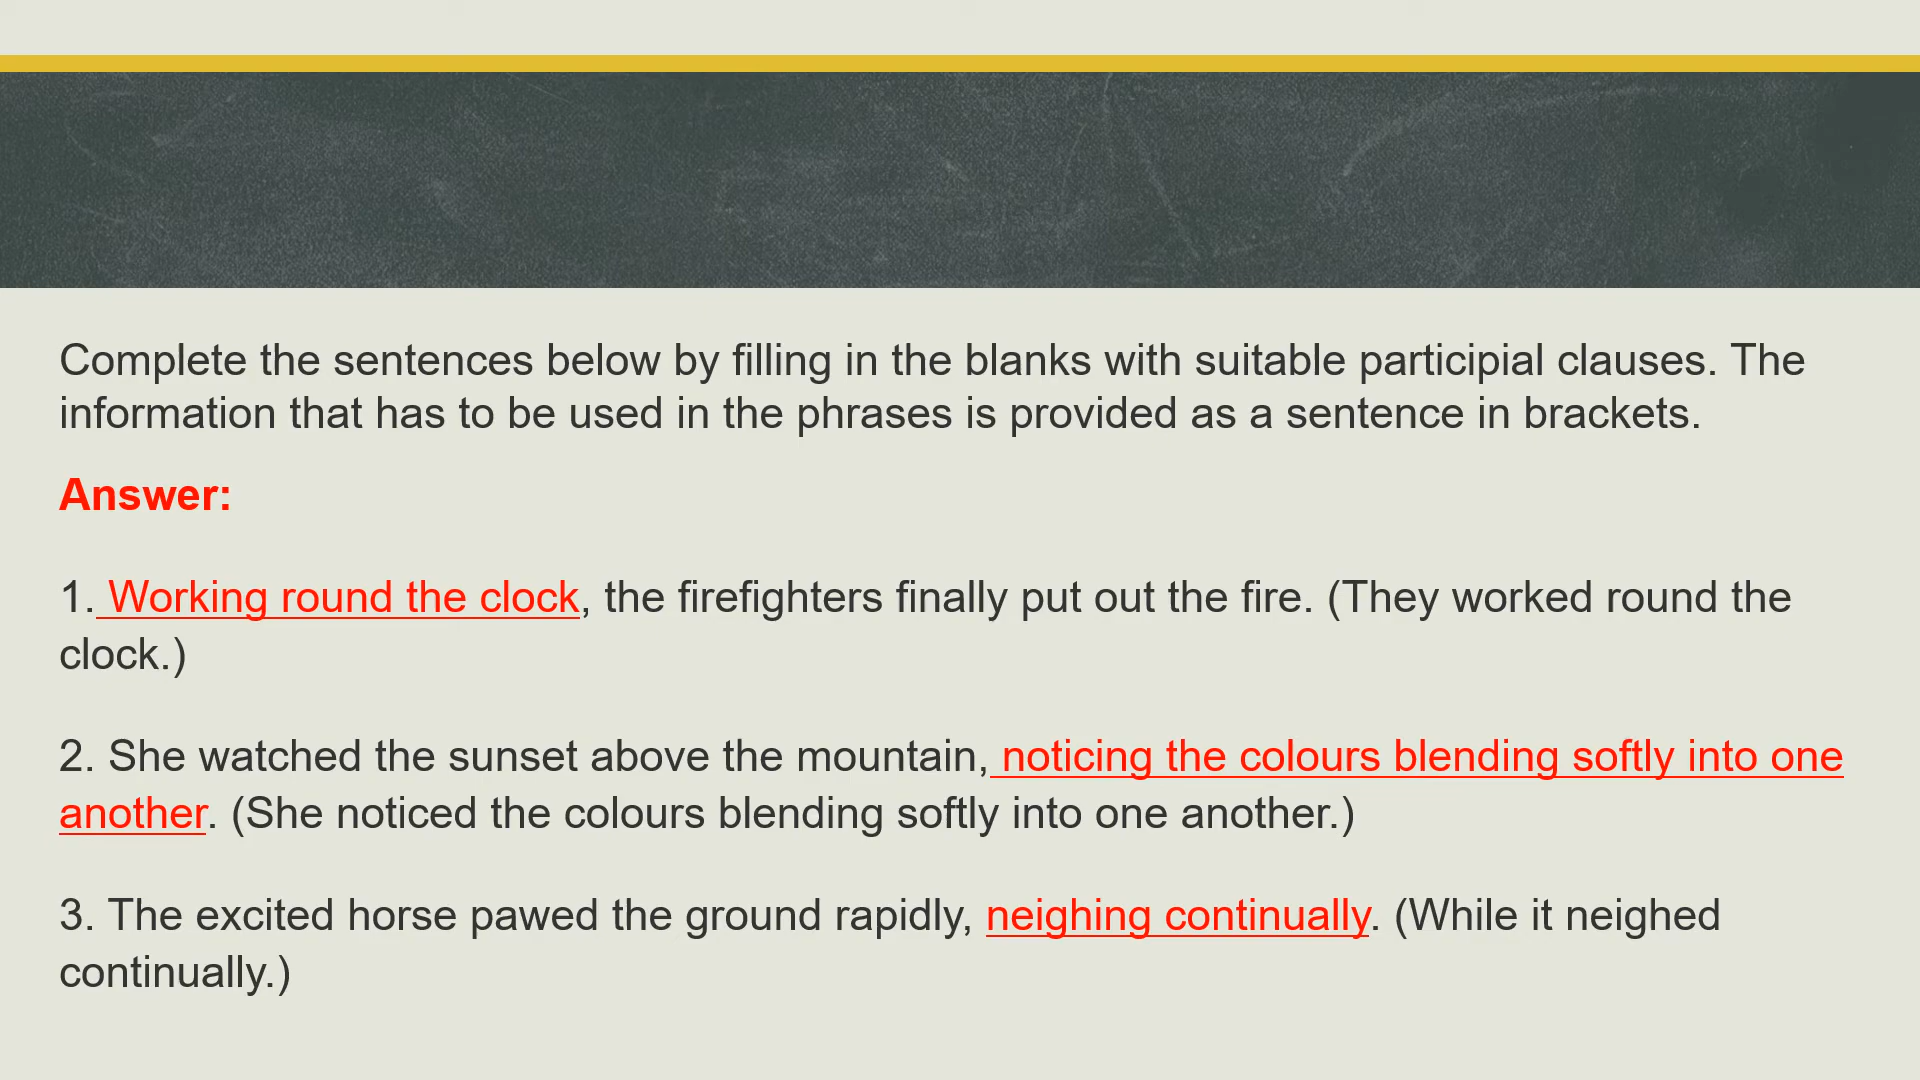 Complete the sentences below by filling in the blanks with suitable participial clauses. The
information that has to be used in the phrases is provided as a sentence in brackets.
Answer:
1. Working round the clock, the firefighters finally put out the fire. (They worked round the
clock.)
2. She watched the sunset above the mountain, noticing the colours blending softly into one
another. (She noticed the colours blending softly into one another.)
3. The excited horse pawed the ground rapidly, neighing continually. (While it neighed
continually.)